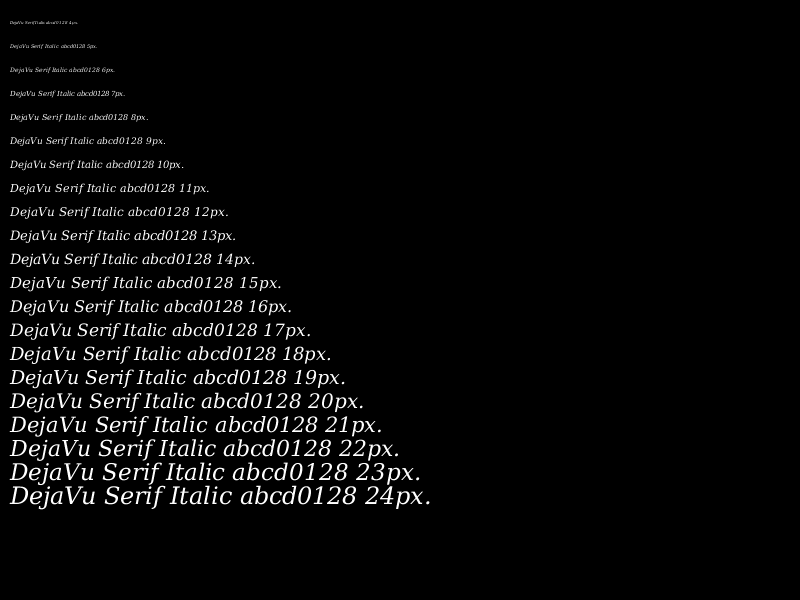 DejaVu Serif Italic abcd0128 4px.
DejaVu Serif Italic abcd0128 5px.
DejaVu Serif Italic abcd0128 6px.
DejaVu Serif Italic abcd0128 7px.
DejaVu Serif Italic abcd0128 8px.
DejaVu Serif Italic abcd0128 9px.
DejaVu Serif Italic abcd0128 10px.
DejaVu Serif Italic abcd0128 11px.
DejaVu Serif Italic abcd0128 12px.
DejaVu Serif Italic abcd0128 13px.
DejaVu Serif Italic abcd0128 14px.
DejaVu Serif Italic abcd0128 15px.
DejaVu Serif Italic abcd0128 16px.
DejaVu Serif Italic abcd0128 17px.
DejaVu Serif Italic abcd0128 18px.
DejaVu Serif Italic abcd0128 19px.
DejaVu Serif Italic abcd0128 20px.
DejaVu Serif Italic abcd0128 21px.
DejaVu Serif Italic abcd0128 22px.
DejaVu Serif Italic abcd0128 23px.
DejaVu Serif Italic abcd0128 24px.